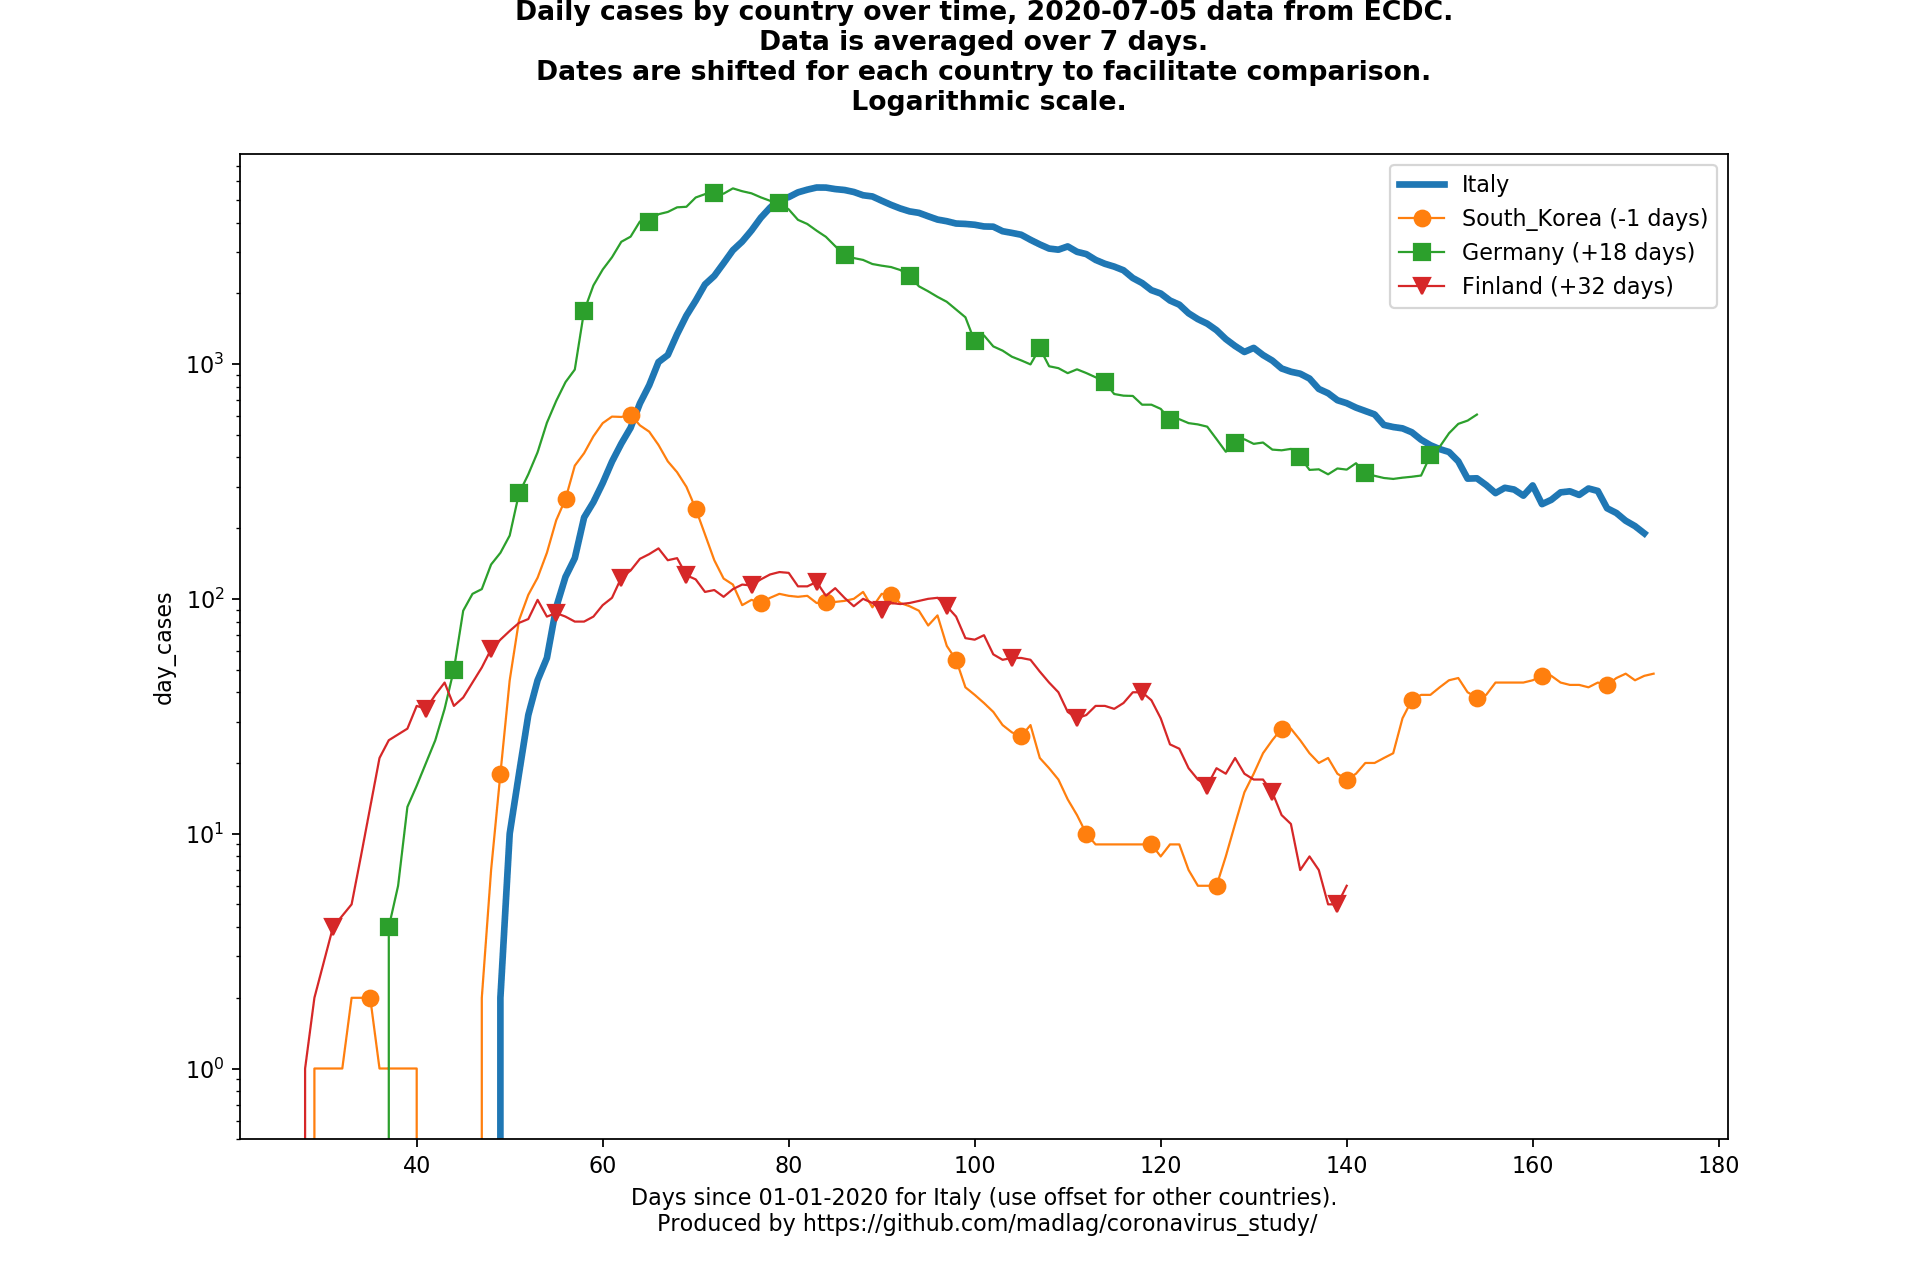 Daily cases by country over time, 2020-07-05 data from ECDC.
Data is averaged over 7 days.
Dates are shifted for each country to facilitate comparison.
Logarithmic scale.
Italy
South_Korea (-1 days)
Germany (+18 days)
Finland (+32 days)
day_cases
10³
10²
10¹
10⁰
40 60 80 100 120 140 160 180
Days since 01-01-2020 for Italy (use offset for other countries).
Produced by https://github.com/madlag/coronavirus_study/